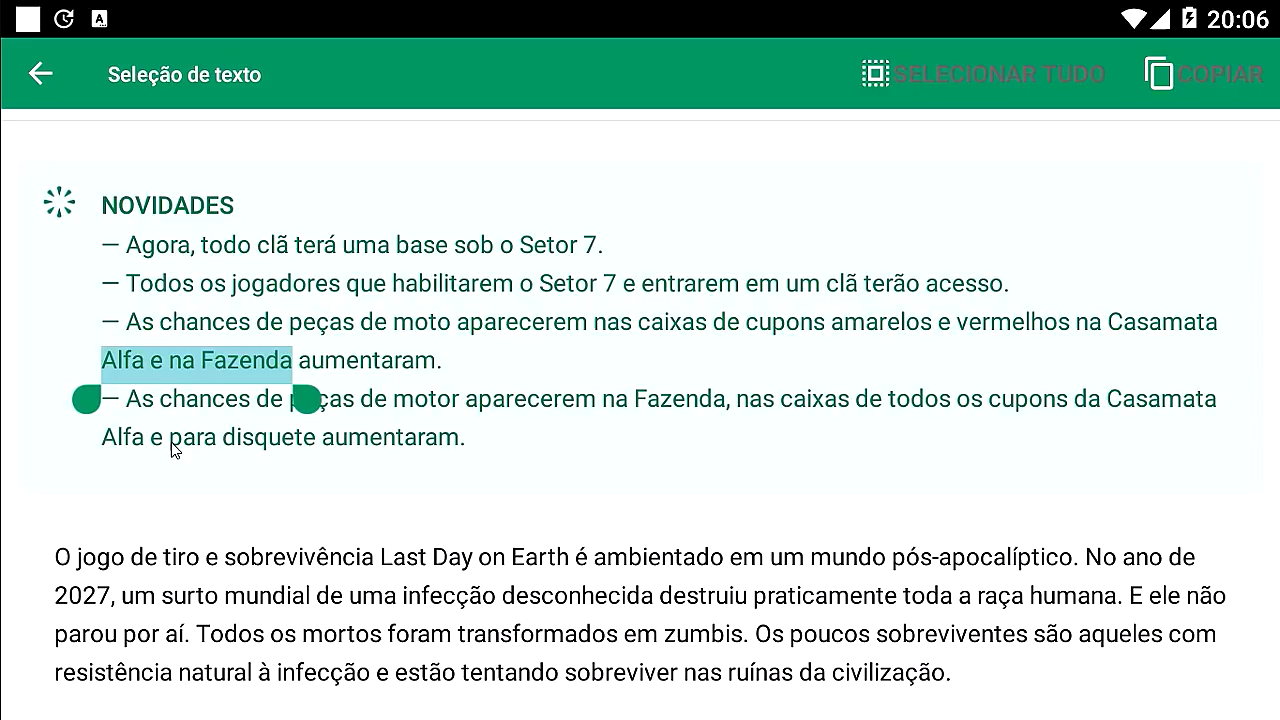 20:06
Seleção de texto
SELECIONAR TUDO
COPIAR
NOVIDADES
— Agora, todo clã terá uma base sob o Setor 7.
— Todos os jogadores que habilitarem o Setor 7 e entrarem em um clã terão acesso.
— As chances de peças de moto aparecerem nas caixas de cupons amarelos e vermelhos na Casamata
Alfa e na Fazenda aumentaram.
— As chances de peças de motor aparecerem na Fazenda, nas caixas de todos os cupons da Casamata
Alfa e para disquete aumentaram.
O jogo de tiro e sobrevivência Last Day on Earth é ambientado em um mundo pós-apocalíptico. No ano de
2027, um surto mundial de uma infecção desconhecida destruiu praticamente toda a raça humana. E ele não
parou por aí. Todos os mortos foram transformados em zumbis. Os poucos sobreviventes são aqueles com
resistência natural à infecção e estão tentando sobreviver nas ruínas da civilização.